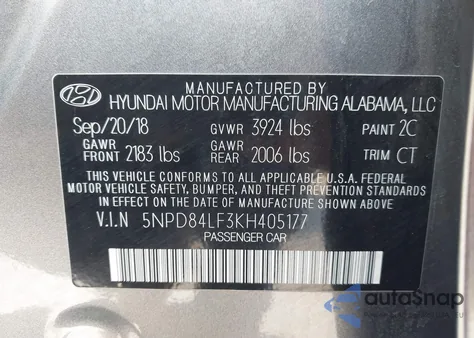 MANUFACTURED BY
HYUNDAI MOTOR MANUFACTURING ALABAMA, LLC
Sep/20/18 GVWR 3924 lbs PAINT 2C
GAWR FRONT 2183 lbs GAWR REAR 2006 lbs TRIM CT
THIS VEHICLE CONFORMS TO ALL APPLICABLE U.S.A. FEDERAL
MOTOR VEHICLE SAFETY, BUMPER, AND THEFT PREVENTION STANDARDS
IN EFFECT ON THE DATE OF MANUFACTURE SHOWN ABOVE.
V.I.N 5NPD84LF3KH405177
PASSENGER CAR
autoSnap